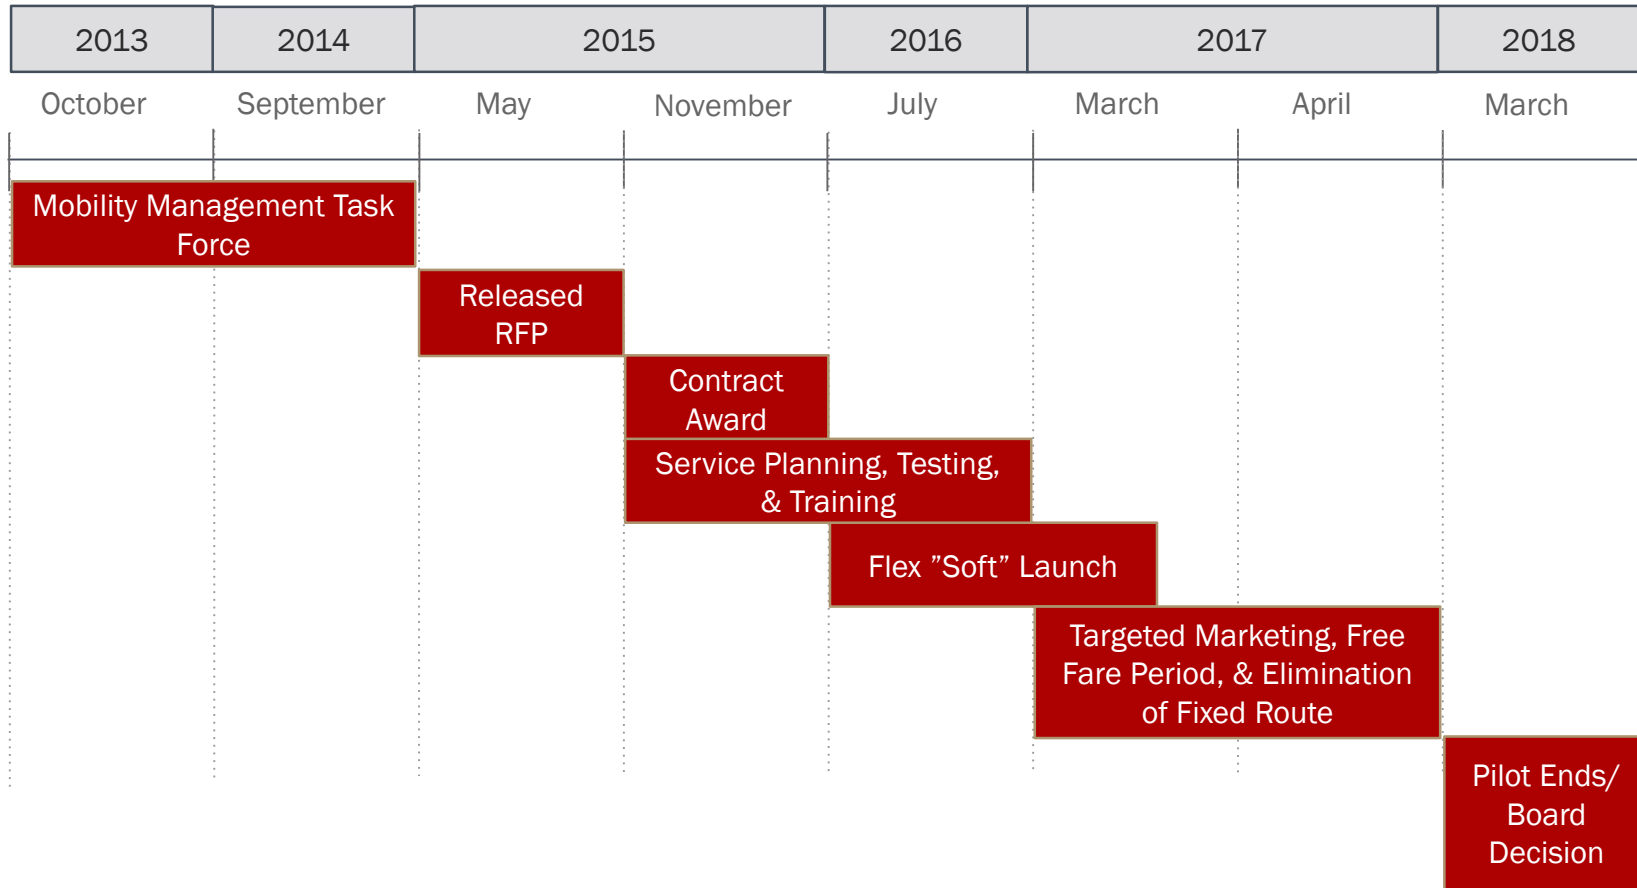 2013 2014 2015 2016 2017 2018
October September May November July March April March
Mobility Management Task
Force
Released
RFP
Contract
Award
Service Planning, Testing,
& Training
Flex ”Soft” Launch
Targeted Marketing, Free
Fare Period, & Elimination
of Fixed Route
Pilot Ends/
Board
Decision